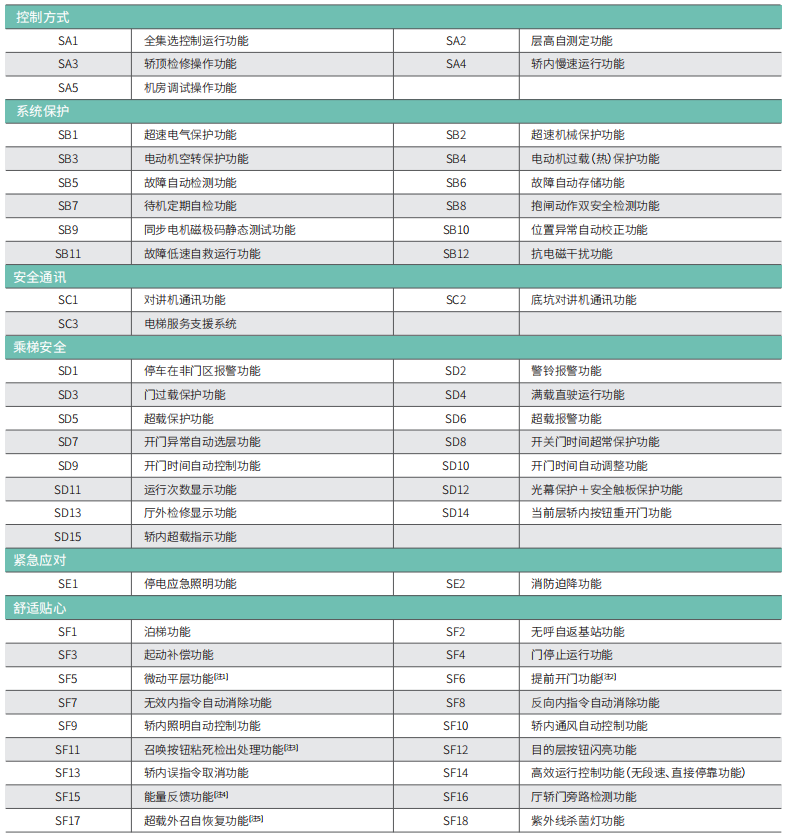 控制方式
SA1 全集选控制运行功能 SA2 层高自测定功能
SA3 轿顶检修操作功能 SA4 轿内慢速运行功能
SA5 机房调试操作功能
系统保护
SB1 超速电气保护功能 SB2 超速机械保护功能
SB3 电动机空转保护功能 SB4 电动机过载(热)保护功能
SB5 故障自动检测功能 SB6 故障自动存储功能
SB7 待机定期自检功能 SB8 抱闸动作双安全检测功能
SB9 同步电机磁极码静态测试功能 SB10 位置异常自动校正功能
SB11 故障低速自救运行功能 SB12 抗电磁干扰功能
安全通讯
SC1 对讲机通讯功能 SC2 底坑对讲机通讯功能
SC3 电梯服务支援系统
乘梯安全
SD1 停车在非门区报警功能 SD2 警铃报警功能
SD3 门过载保护功能 SD4 满载直驶运行功能
SD5 超载保护功能 SD6 超载报警功能
SD7 开门异常自动选层功能 SD8 开关门时间超常保护功能
SD9 开门时间自动控制功能 SD10 开门时间自动调整功能
SD11 运行次数显示功能 SD12 光幕保护+安全触板保护功能
SD13 厅外检修显示功能 SD14 当前层轿内按钮重开门功能
SD15 轿内超载指示功能
紧急应对
SE1 停电应急照明功能 SE2 消防迫降功能
舒适贴心
SF1 泊梯功能 SF2 无呼自返基站功能
SF3 起动补偿功能 SF4 门停止运行功能
SF5 微动平层功能[注1] SF6 提前开门功能[注2]
SF7 无效内指令自动消除功能 SF8 反向内指令自动消除功能
SF9 轿内照明自动控制功能 SF10 轿内通风自动控制功能
SF11 召唤按钮粘死检出处理功能[注3] SF12 目的层按钮闪亮功能
SF13 轿内误指令取消功能 SF14 高效运行控制功能(无段速、直接停靠功能)
SF15 能量反馈功能[注4] SF16 厅轿门旁路检测功能
SF17 超载外召自恢复功能[注5] SF18 紫外线杀菌灯功能